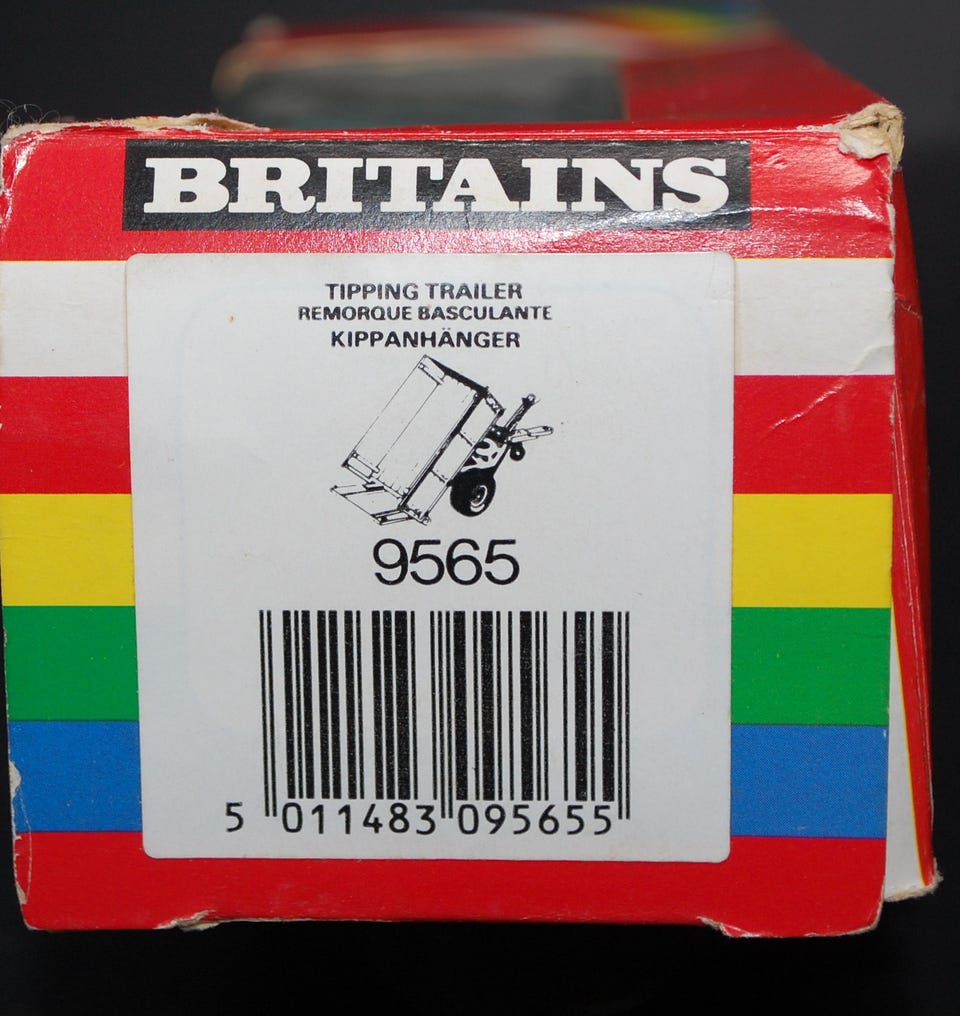 BRITAINS
TIPPING TRAILER
REMORQUE BASCULANTE
KIPPANHÄNGER
9565
5 011483 095655